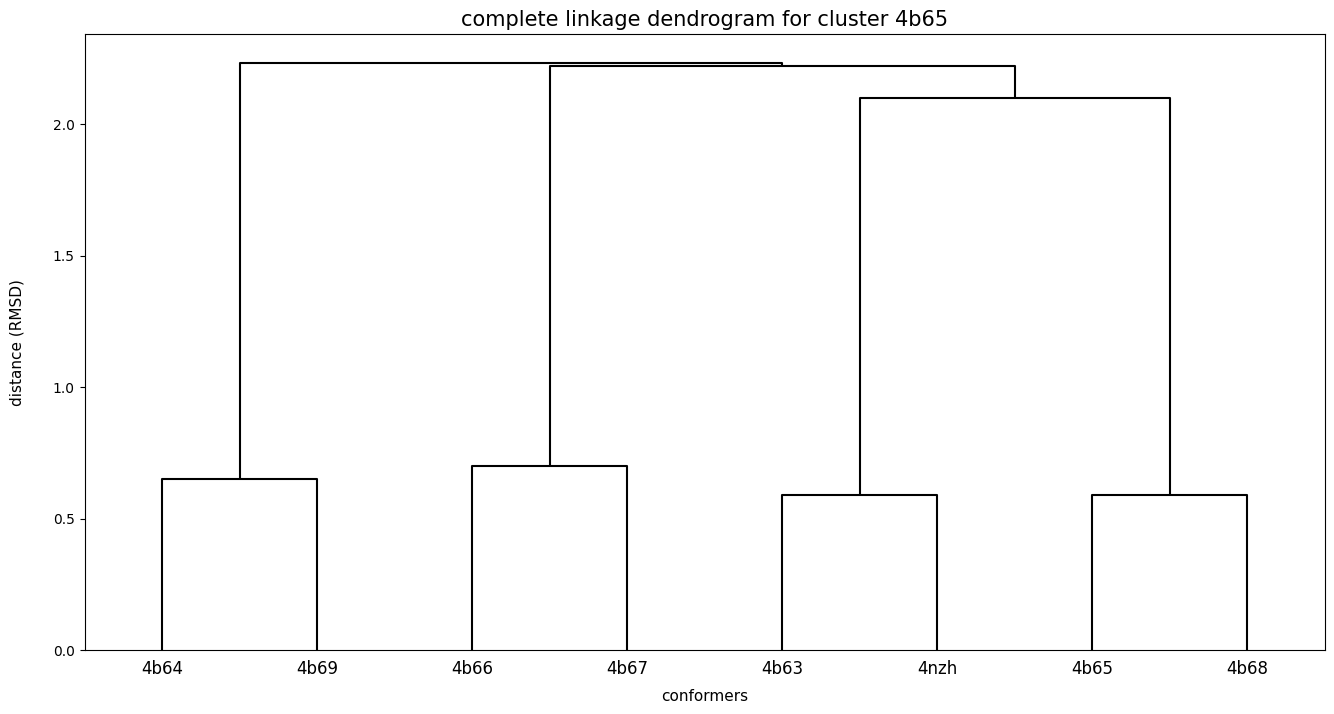 complete linkage dendrogram for cluster 4b65
2.0
1.5
1.0
0.5
0.0
distance (RMSD)
4b64 4b69 4b66 4b67 4b63 4nzh 4b65 4b68
conformers